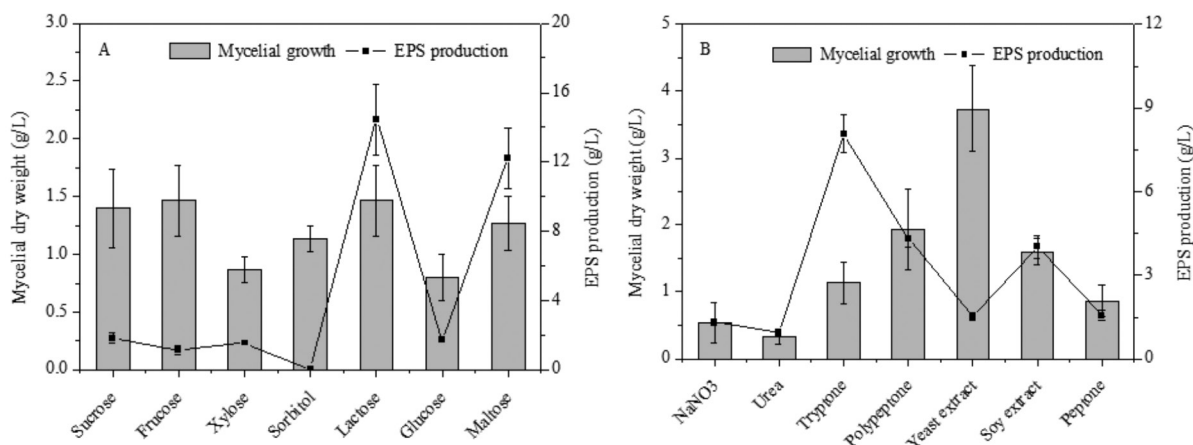 A
Mycelial growth
EPS production
Mycelial dry weight (g/L)
3.0
2.5
2.0
1.5
1.0
0.5
0.0
20
16
12
8
4
0
EPS production (g/L)
Sucrose
Frucose
Xylose
Sorbitol
Lactose
Glucose
Maltose
B
Mycelial growth
EPS production
Mycelial dry weight (g/L)
5
4
3
2
1
0
12
9
6
3
0
EPS production (g/L)
NaNO3
Urea
Tryptone
Polypeptone
Yeast extract
Soy extract
Peptone